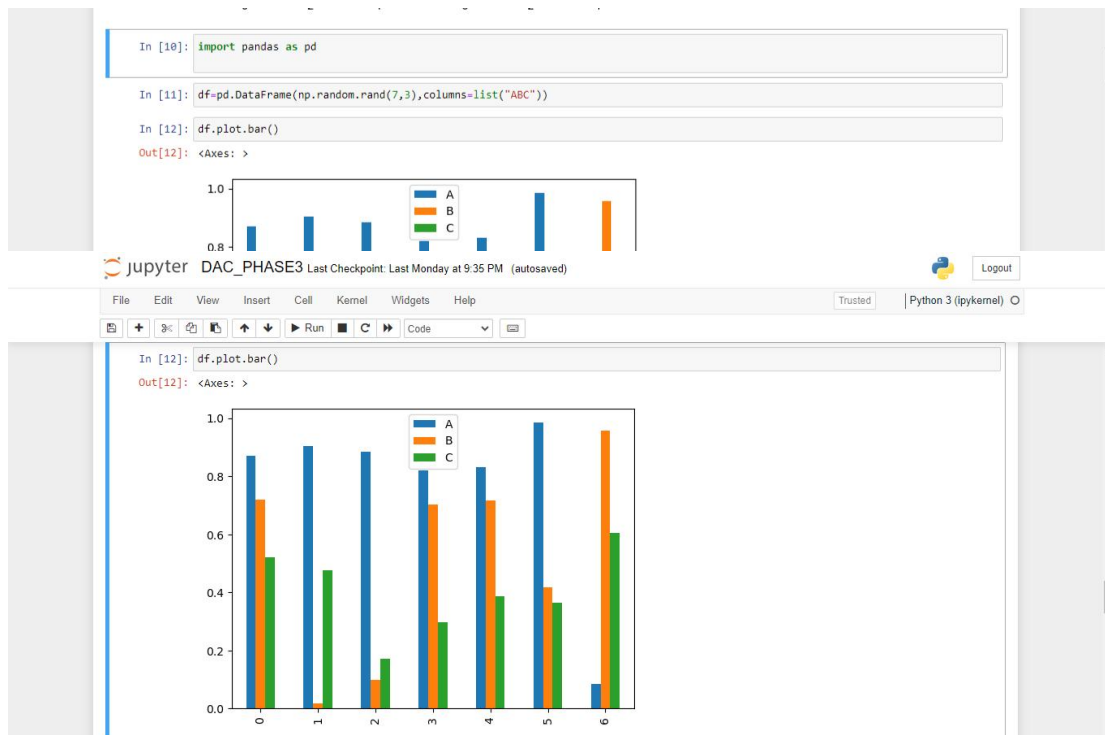 In [10]: import pandas as pd
In [11]: df=pd.DataFrame(np.random.rand(7,3),columns=list("ABC"))
In [12]: df.plot.bar()
Out[12]: <Axes: >
1.0
A
B
C
0.8
jupyter DAC_PHASE3 Last Checkpoint: Last Monday at 9:35 PM (autosaved)
Logout
File Edit View Insert Cell Kernel Widgets Help
Trusted
Python 3 (ipykernel)
Run
Code
In [12]: df.plot.bar()
Out[12]: <Axes: >
1.0
A
B
C
0.8
0.6
0.4
0.2
0.0
0 1 2 3 4 5 6